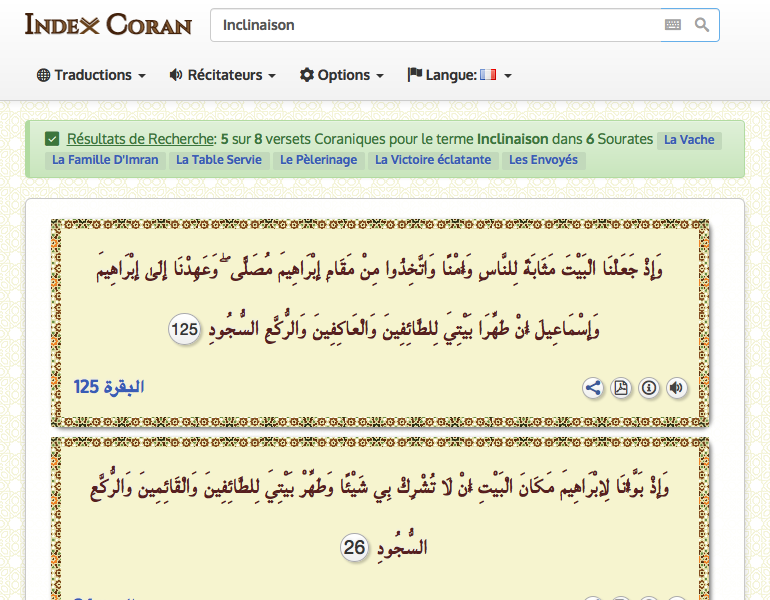 INDEX CORAN
Inclinaison
Traductions
Récitateurs
Options
Langue:
Résultats de Recherche: 5 sur 8 versets Coraniques pour le terme Inclinaison dans 6 Sourates La Vache
La Famille D'Imran La Table Servie Le Pèlerinage La Victoire éclatante Les Envoyés
وَإِذْ جَعَلْنَا الْبَيْتَ مَثَابَةً لِلنَّاسِ وَأَمْنًا وَاتَّخِذُوا مِنْ مَقَامِ إِبْرَاهِيمَ مُصَلًّى ۖ وَعَهِدْنَا إِلَىٰ إِبْرَاهِيمَ
وَإِسْمَاعِيلَ أَنْ طَهِّرَا بَيْتِيَ لِلطَّائِفِينَ وَالْعَاكِفِينَ وَالرُّكَّعِ السُّجُودِ 125
البقرة 125
وَإِذْ بَوَّأْنَا لِإِبْرَاهِيمَ مَكَانَ الْبَيْتِ أَنْ لَا تُشْرِكْ بِي شَيْئًا وَطَهِّرْ بَيْتِيَ لِلطَّائِفِينَ وَالْقَائِمِينَ وَالرُّكَّعِ
السُّجُودِ 26